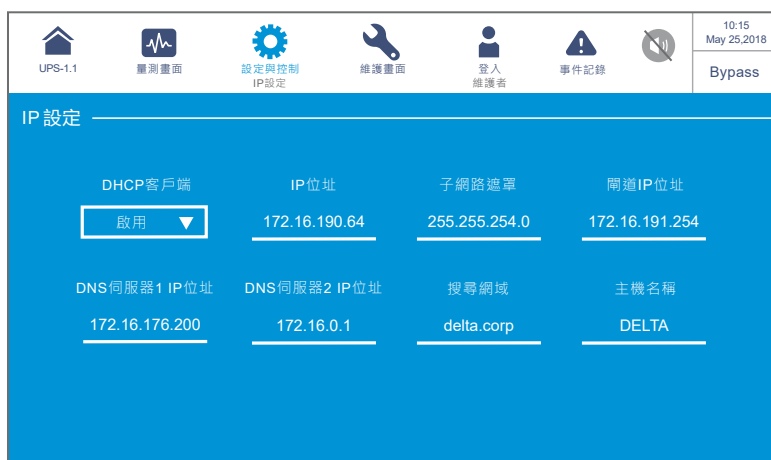 10:15
May 25,2018
UPS-1.1
量測畫面
設定與控制
IP設定
維護畫面
登入
維護者
事件記錄
Bypass
IP設定
DHCP客戶端
IP位址
子網路遮罩
閘道IP位址
啟用
172.16.190.64
255.255.254.0
172.16.191.254
DNS伺服器1 IP位址
DNS伺服器2 IP位址
搜尋網域
主機名稱
172.16.176.200
172.16.0.1
delta.corp
DELTA